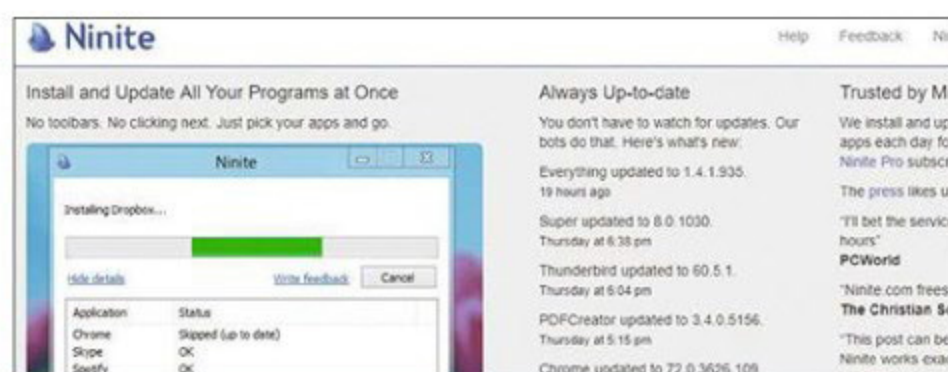 Ninite
Help Feedback
Install and Update All Your Programs at Once
No toolbars. No clicking next. Just pick your apps and go.
Ninite
Installing Dropbox...
Hide details Write feedback Cancel
Application Status
Chrome Skipped (up to date)
Skype OK
Spotify OK
Always Up-to-date
You don't have to watch for updates. Our
bots do that. Here's what's new:
Everything updated to 1.4.1.935.
19 hours ago
Super updated to 8.0.1030.
Thursday at 6:38 pm
Thunderbird updated to 60.5.1.
Thursday at 6:04 pm
PDFCreator updated to 3.4.0.5156.
Thursday at 5:15 pm
Chrome updated to 72.0.3626.109
Trusted by M
We install and up
apps each day fo
Ninite Pro subscr
The press likes u
"I'll bet the servic
hours"
PCWorld
"Ninite.com frees
The Christian S
"This post can be
Ninite works exa